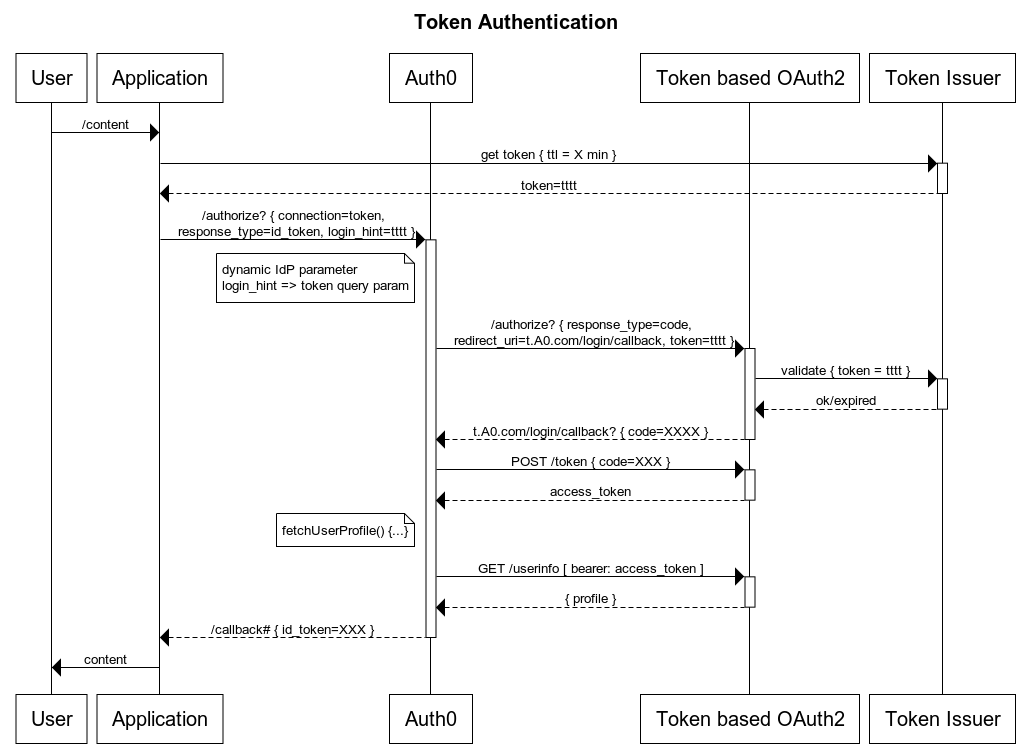 Token Authentication
User
Application
Auth0
Token based OAuth2
Token Issuer
/content
get token { ttl = X min }
token=tttt
/authorize? { connection=token,
response_type=id_token, login_hint=tttt }
dynamic IdP parameter
login_hint => token query param
/authorize? { response_type=code,
redirect_uri=t.A0.com/login/callback, token=tttt }
validate { token = tttt }
ok/expired
t.A0.com/login/callback? { code=XXXX }
POST /token { code=XXX }
access_token
fetchUserProfile() {...}
GET /userinfo [ bearer: access_token ]
{ profile }
/callback# { id_token=XXX }
content
User
Application
Auth0
Token based OAuth2
Token Issuer